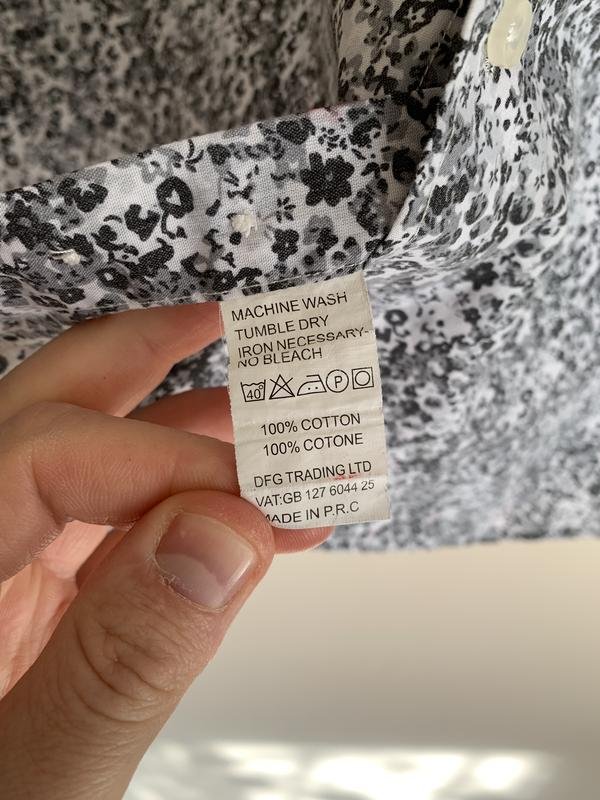 MACHINE WASH
TUMBLE DRY
IRON NECESSARY-
NO BLEACH
40 P
100% COTTON
100% COTONE
DFG TRADING LTD
VAT:GB 127 6044 25
MADE IN P.R.C